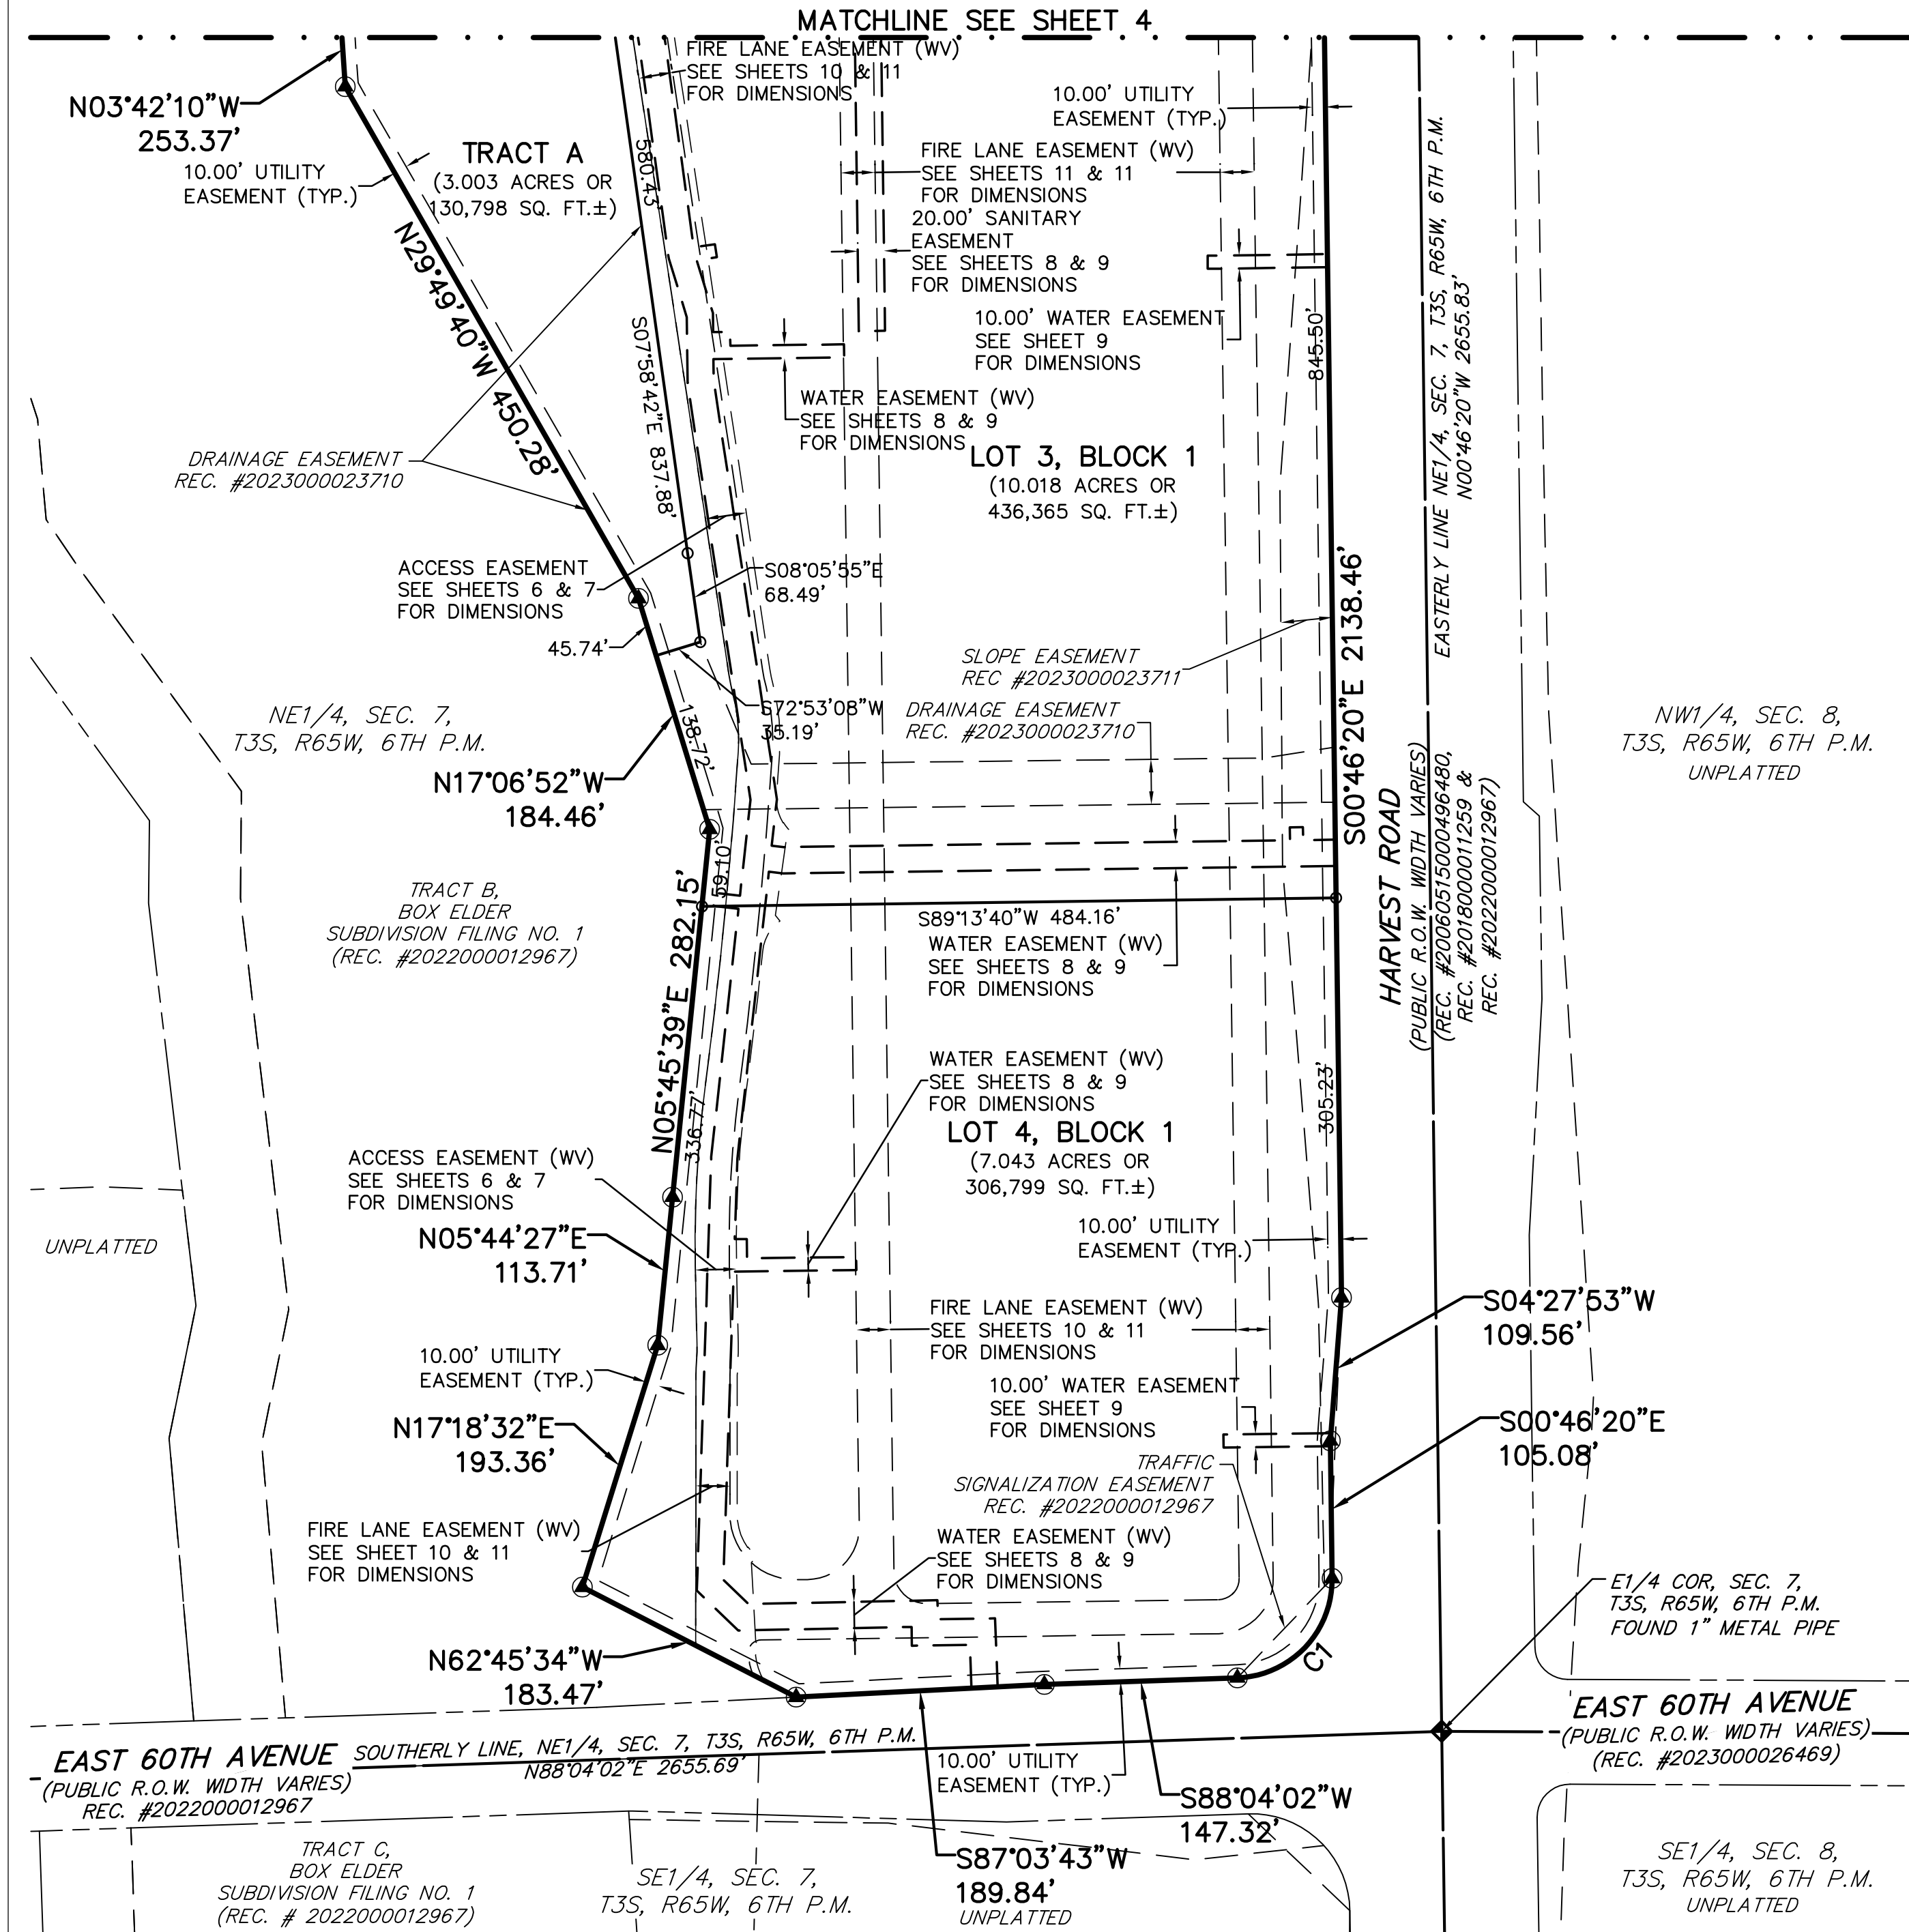 MATCHLINE SEE SHEET 4
FIRE LANE EASEMENT (WV)
SEE SHEETS 10 & 11
FOR DIMENSIONS
N03°42'10"W
253.37'
10.00' UTILITY
EASEMENT (TYP.)
TRACT A
(3.003 ACRES OR
130,798 SQ. FT.±)
580.43'
10.00' UTILITY
EASEMENT (TYP.)
FIRE LANE EASEMENT (WV)
SEE SHEETS 11 & 11
FOR DIMENSIONS
20.00' SANITARY
EASEMENT
SEE SHEETS 8 & 9
FOR DIMENSIONS
10.00' WATER EASEMENT
SEE SHEET 9
FOR DIMENSIONS
845.50'
EASTERLY LINE NE1/4, SEC. 7, T3S, R65W, 6TH P.M.
N00°46'20"W 2655.83'
N29°49'40"W 450.28'
S07°58'42"E 837.88'
WATER EASEMENT (WV)
SEE SHEETS 8 & 9
FOR DIMENSIONS
LOT 3, BLOCK 1
(10.018 ACRES OR
436,365 SQ. FT.±)
DRAINAGE EASEMENT
REC. #2023000023710
ACCESS EASEMENT
SEE SHEETS 6 & 7
FOR DIMENSIONS
S08°05'55"E
68.49'
45.74'
S00°46'20"E 2138.46'
SLOPE EASEMENT
REC #2023000023711
S72°53'08"W
35.19'
138.72'
DRAINAGE EASEMENT
REC. #2023000023710
NE1/4, SEC. 7,
T3S, R65W, 6TH P.M.
NW1/4, SEC. 8,
T3S, R65W, 6TH P.M.
UNPLATTED
N17°06'52"W
184.46'
HARVEST ROAD
(PUBLIC R.O.W. WIDTH VARIES)
(REC. #20060515000496480,
REC. #2018000011259 &
REC. #2022000012967)
59.10'
TRACT B,
BOX ELDER
SUBDIVISION FILING NO. 1
(REC. #2022000012967)
S89°13'40"W 484.16'
WATER EASEMENT (WV)
SEE SHEETS 8 & 9
FOR DIMENSIONS
N05°45'39"E 282.15'
336.77'
WATER EASEMENT (WV)
SEE SHEETS 8 & 9
FOR DIMENSIONS
LOT 4, BLOCK 1
(7.043 ACRES OR
306,799 SQ. FT.±)
305.23'
ACCESS EASEMENT (WV)
SEE SHEETS 6 & 7
FOR DIMENSIONS
UNPLATTED
N05°44'27"E
113.71'
10.00' UTILITY
EASEMENT (TYP.)
S04°27'53"W
109.56'
FIRE LANE EASEMENT (WV)
SEE SHEETS 10 & 11
FOR DIMENSIONS
10.00' UTILITY
EASEMENT (TYP.)
10.00' WATER EASEMENT
SEE SHEET 9
FOR DIMENSIONS
S00°46'20"E
105.08'
N17°18'32"E
193.36'
TRAFFIC
SIGNALIZATION EASEMENT
REC. #2022000012967
FIRE LANE EASEMENT (WV)
SEE SHEET 10 & 11
FOR DIMENSIONS
WATER EASEMENT (WV)
SEE SHEETS 8 & 9
FOR DIMENSIONS
E1/4 COR, SEC. 7,
T3S, R65W, 6TH P.M.
FOUND 1" METAL PIPE
N62°45'34"W
183.47'
C1
EAST 60TH AVENUE
(PUBLIC R.O.W. WIDTH VARIES)
REC. #2022000012967
SOUTHERLY LINE, NE1/4, SEC. 7, T3S, R65W, 6TH P.M.
N88°04'02"E 2655.69'
10.00' UTILITY
EASEMENT (TYP.)
EAST 60TH AVENUE
(PUBLIC R.O.W. WIDTH VARIES)
(REC. #2023000026469)
S88°04'02"W
147.32'
S87°03'43"W
189.84'
UNPLATTED
TRACT C,
BOX ELDER
SUBDIVISION FILING NO. 1
(REC. # 2022000012967)
SE1/4, SEC. 7,
T3S, R65W, 6TH P.M.
SE1/4, SEC. 8,
T3S, R65W, 6TH P.M.
UNPLATTED